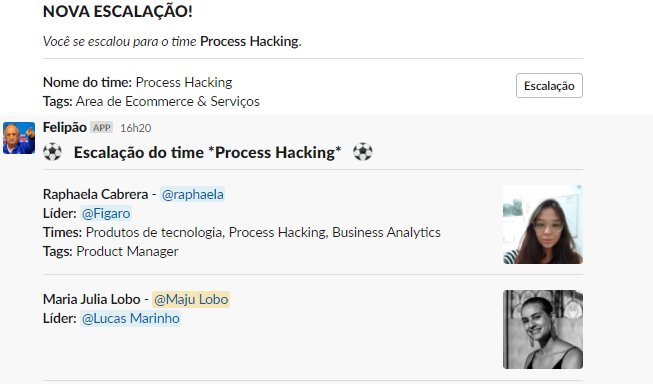 NOVA ESCALAÇÃO!
Você se escalou para o time Process Hacking.
Nome do time: Process Hacking
Tags: Area de Ecommerce & Serviços
Escalação
Felipão APP 16h20
Escalação do time *Process Hacking*
Raphaela Cabrera - @raphaela
Líder: @Figaro
Times: Produtos de tecnologia, Process Hacking, Business Analytics
Tags: Product Manager
Maria Julia Lobo - @Maju Lobo
Líder: @Lucas Marinho